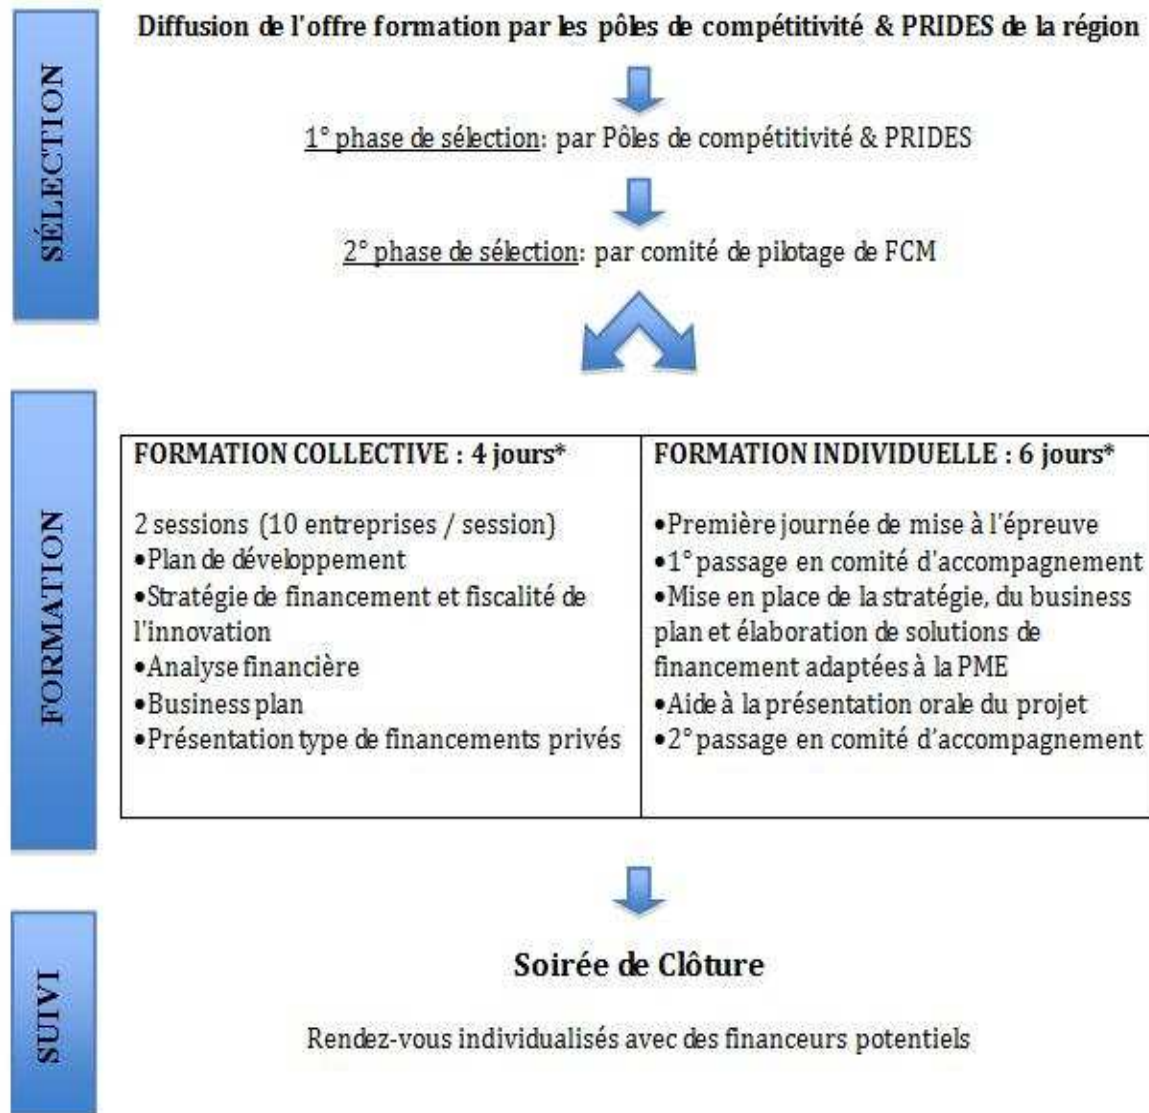 SÉLECTION
Diffusion de l'offre formation par les pôles de compétitivité & PRIDES de la région
1° phase de sélection: par Pôles de compétitivité & PRIDES
2° phase de sélection: par comité de pilotage de FCM
FORMATION
FORMATION COLLECTIVE : 4 jours*
2 sessions (10 entreprises / session)
•Plan de développement
•Stratégie de financement et fiscalité de
l'innovation
•Analyse financière
•Business plan
•Présentation type de financements privés
FORMATION INDIVIDUELLE : 6 jours*
•Première journée de mise à l'épreuve
•1° passage en comité d'accompagnement
•Mise en place de la stratégie, du business
plan et élaboration de solutions de
financement adaptées à la PME
•Aide à la présentation orale du projet
•2° passage en comité d'accompagnement
SUIVI
Soirée de Clôture
Rendez-vous individualisés avec des financeurs potentiels